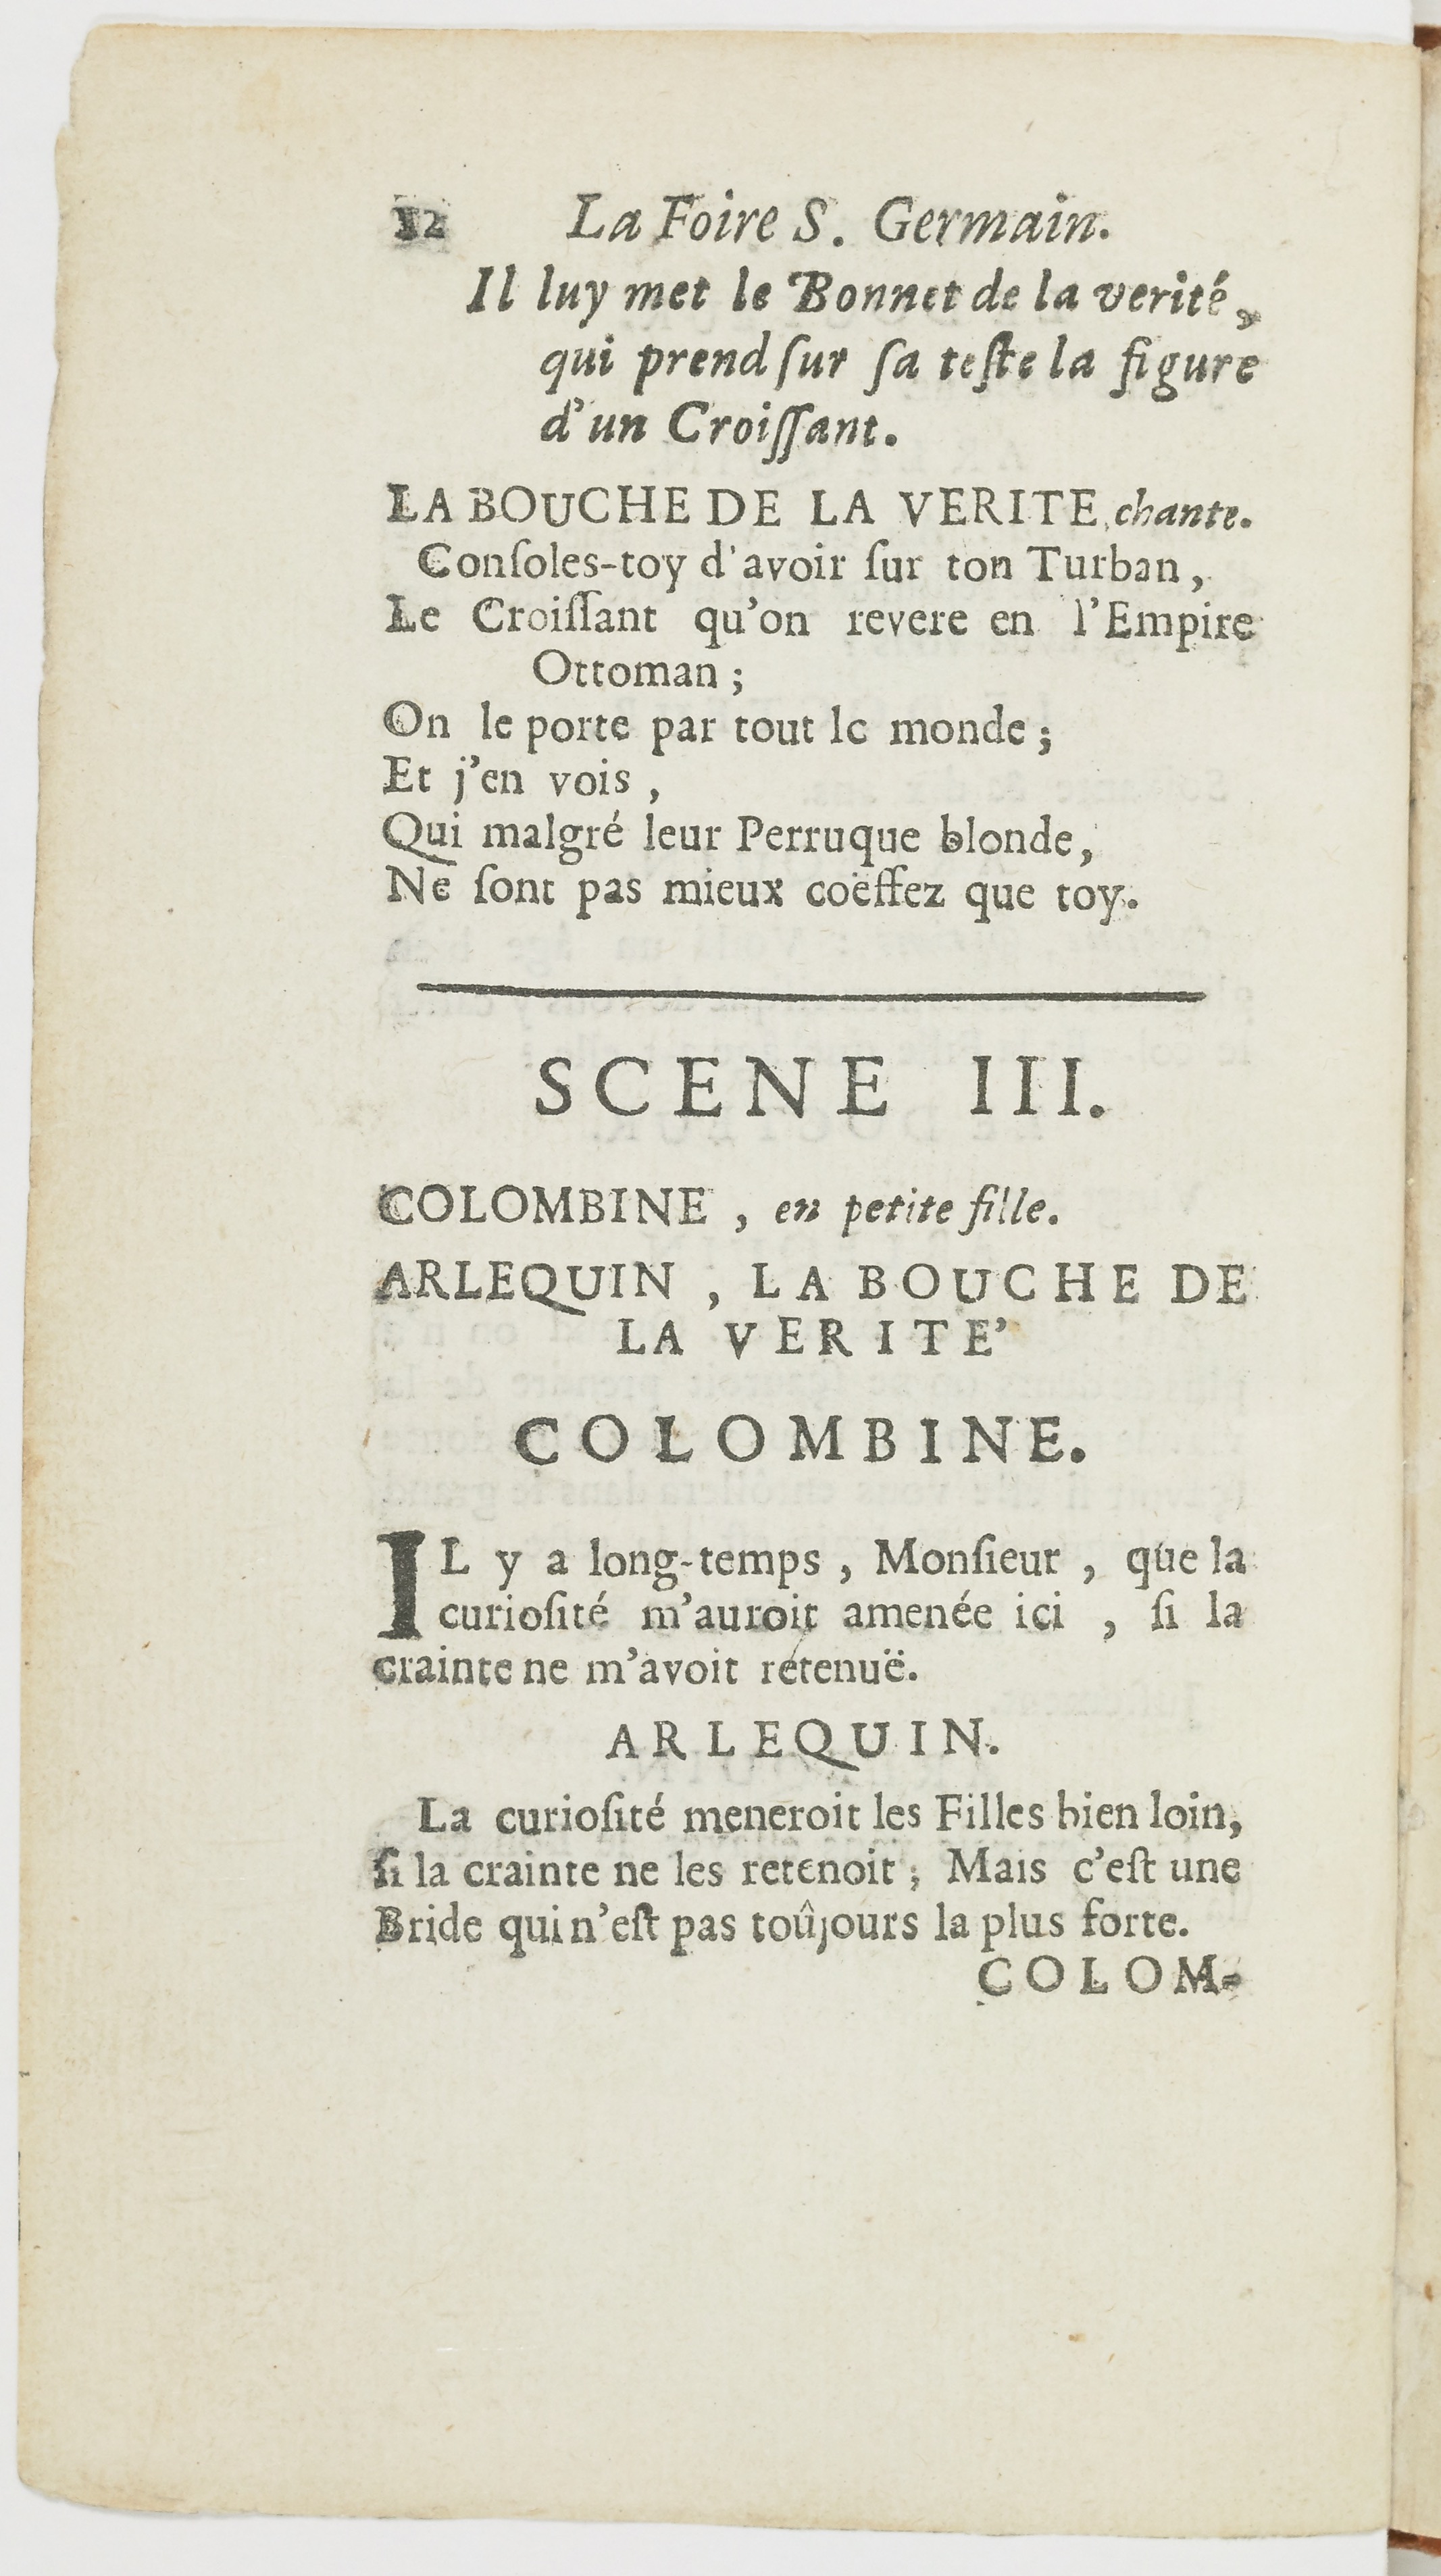 12 La Foire S. Germain.
Il luy met le Bonnet de la verité,
qui prend ſur ſa teſte la figure
d'un Croiſſant.
LA BOUCHE DE LA VERITE chante.
Conſoles-toy d'avoir ſur ton Turban,
Le Croiſſant qu'on revere en l'Empire
Ottoman ;
On le porte par tout le monde ;
Et j'en vois ,
Qui malgré leur Perruque blonde,
Ne ſont pas mieux coëffez que toy.
SCENE III.
COLOMBINE , en petite fille.
ARLEQUIN , LA BOUCHE DE
LA VERITE'
COLOMBINE.
IL y a long-temps , Monſieur , que la
curioſité m'auroit amenée ici , ſi la
crainte ne m'avoit retenuë.
ARLEQUIN.
La curioſité meneroit les Filles bien loin,
ſi la crainte ne les retenoit ; Mais c'eſt une
Bride qui n'eſt pas toûjours la plus forte.
COLOM-